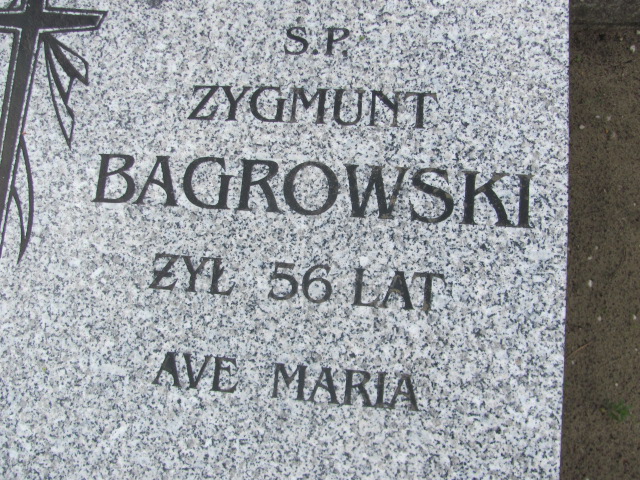 S.P.
ZYGMUNT
BAGROWSKI
ŻYŁ 56 LAT
AVE MARIA